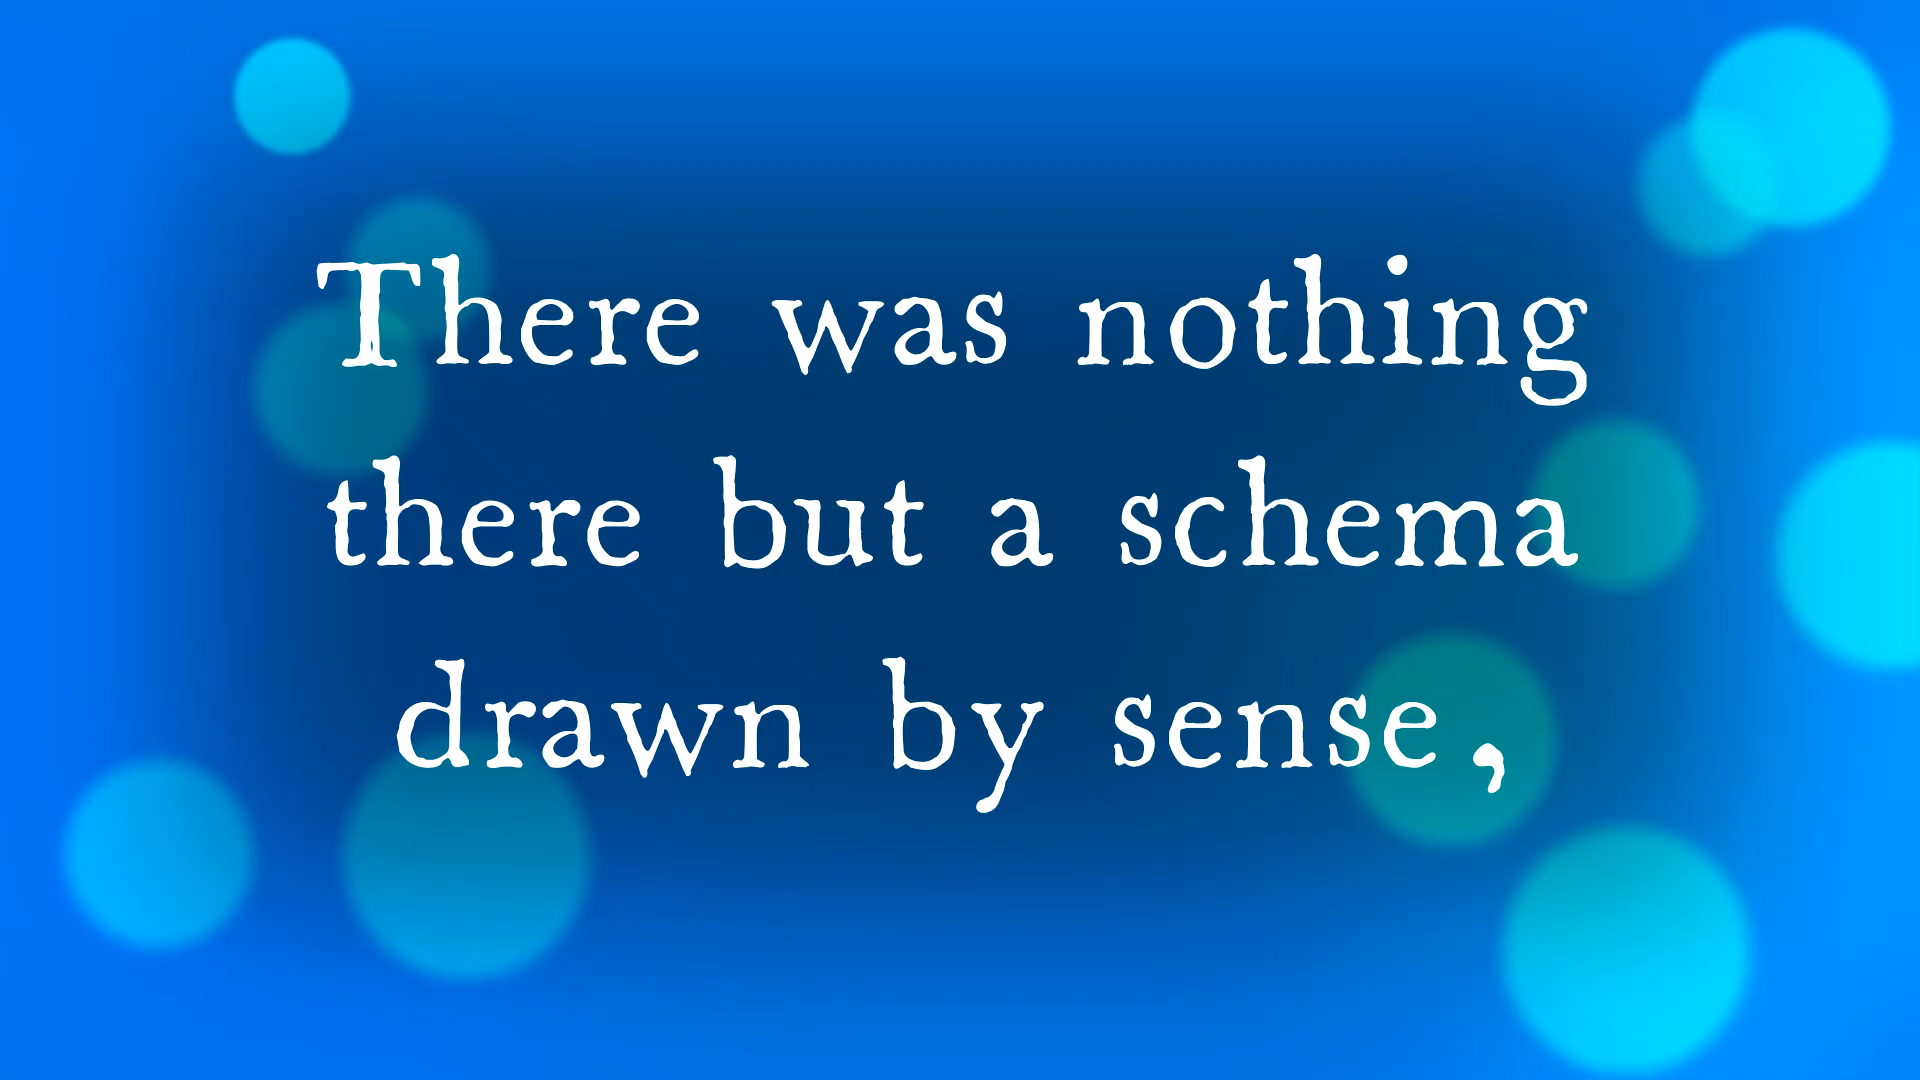 There was nothing
there but a schema
drawn by sense,